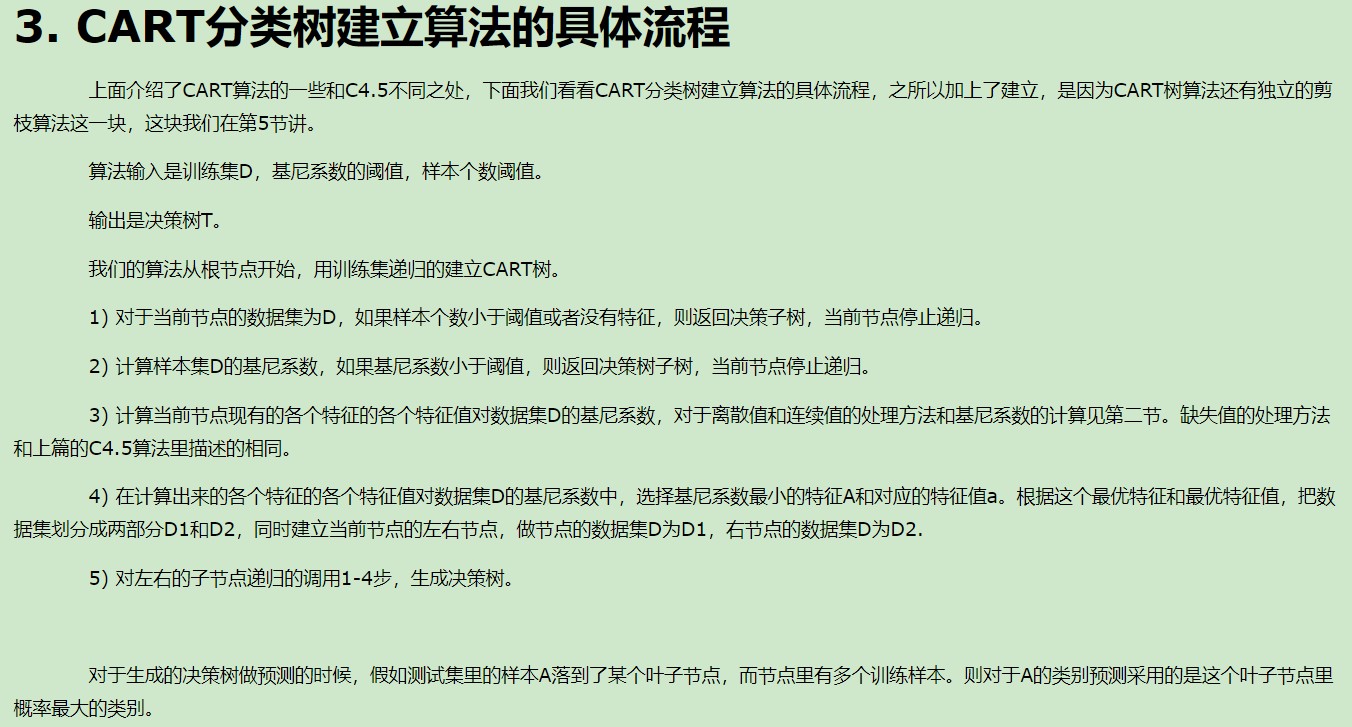 3. CART分类树建立算法的具体流程
上面介绍了CART算法的一些和C4.5不同之处，下面我们看看CART分类树建立算法的具体流程，之所以加上了建立，是因为CART树算法还有独立的剪
枝算法这一块，这块我们在第5节讲。
算法输入是训练集D，基尼系数的阈值，样本个数阈值。
输出是决策树T。
我们的算法从根节点开始，用训练集递归的建立CART树。
1) 对于当前节点的数据集为D，如果样本个数小于阈值或者没有特征，则返回决策子树，当前节点停止递归。
2) 计算样本集D的基尼系数，如果基尼系数小于阈值，则返回决策树子树，当前节点停止递归。
3) 计算当前节点现有的各个特征的各个特征值对数据集D的基尼系数，对于离散值和连续值的处理方法和基尼系数的计算见第二节。缺失值的处理方法
和上篇的C4.5算法里描述的相同。
4) 在计算出来的各个特征的各个特征值对数据集D的基尼系数中，选择基尼系数最小的特征A和对应的特征值a。根据这个最优特征和最优特征值，把数
据集划分成两部分D1和D2，同时建立当前节点的左右节点，做节点的数据集D为D1，右节点的数据集D为D2.
5) 对左右的子节点递归的调用1-4步，生成决策树。
对于生成的决策树做预测的时候，假如测试集里的样本A落到了某个叶子节点，而节点里有多个训练样本。则对于A的类别预测采用的是这个叶子节点里
概率最大的类别。